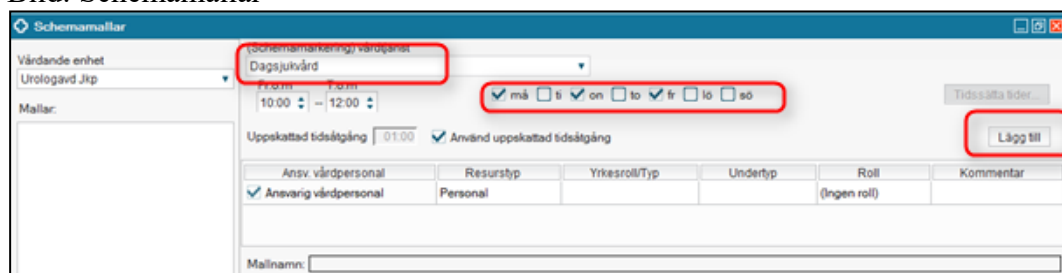 Bild: Schemamallar
Schemamallar
Vårdande enhet
Urologavd Jkp
Mallar:
(Schemamarkering) vårdtjänst
Dagsjukvård
Fr.o.m T.o.m
10:00 – 12:00
må ti on to fr lö sö
Tidssätta tider...
Uppskattad tidsåtgång 01:00 Använd uppskattad tidsåtgång
Lägg till
Ansv. vårdpersonal Resurstyp Yrkesroll/Typ Undertyp Roll Kommentar
Ansvarig vårdpersonal Personal (Ingen roll)
Mallnamn: